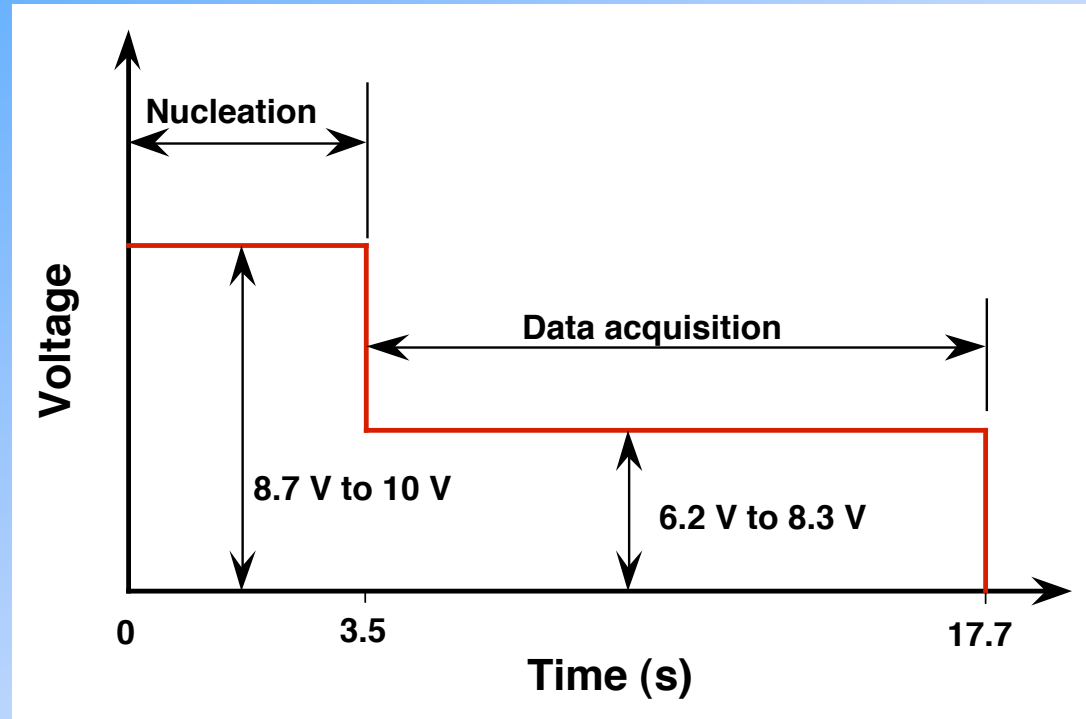 Nucleation
Voltage
Data acquisition
8.7 V to 10 V
6.2 V to 8.3 V
0
3.5
17.7
Time (s)